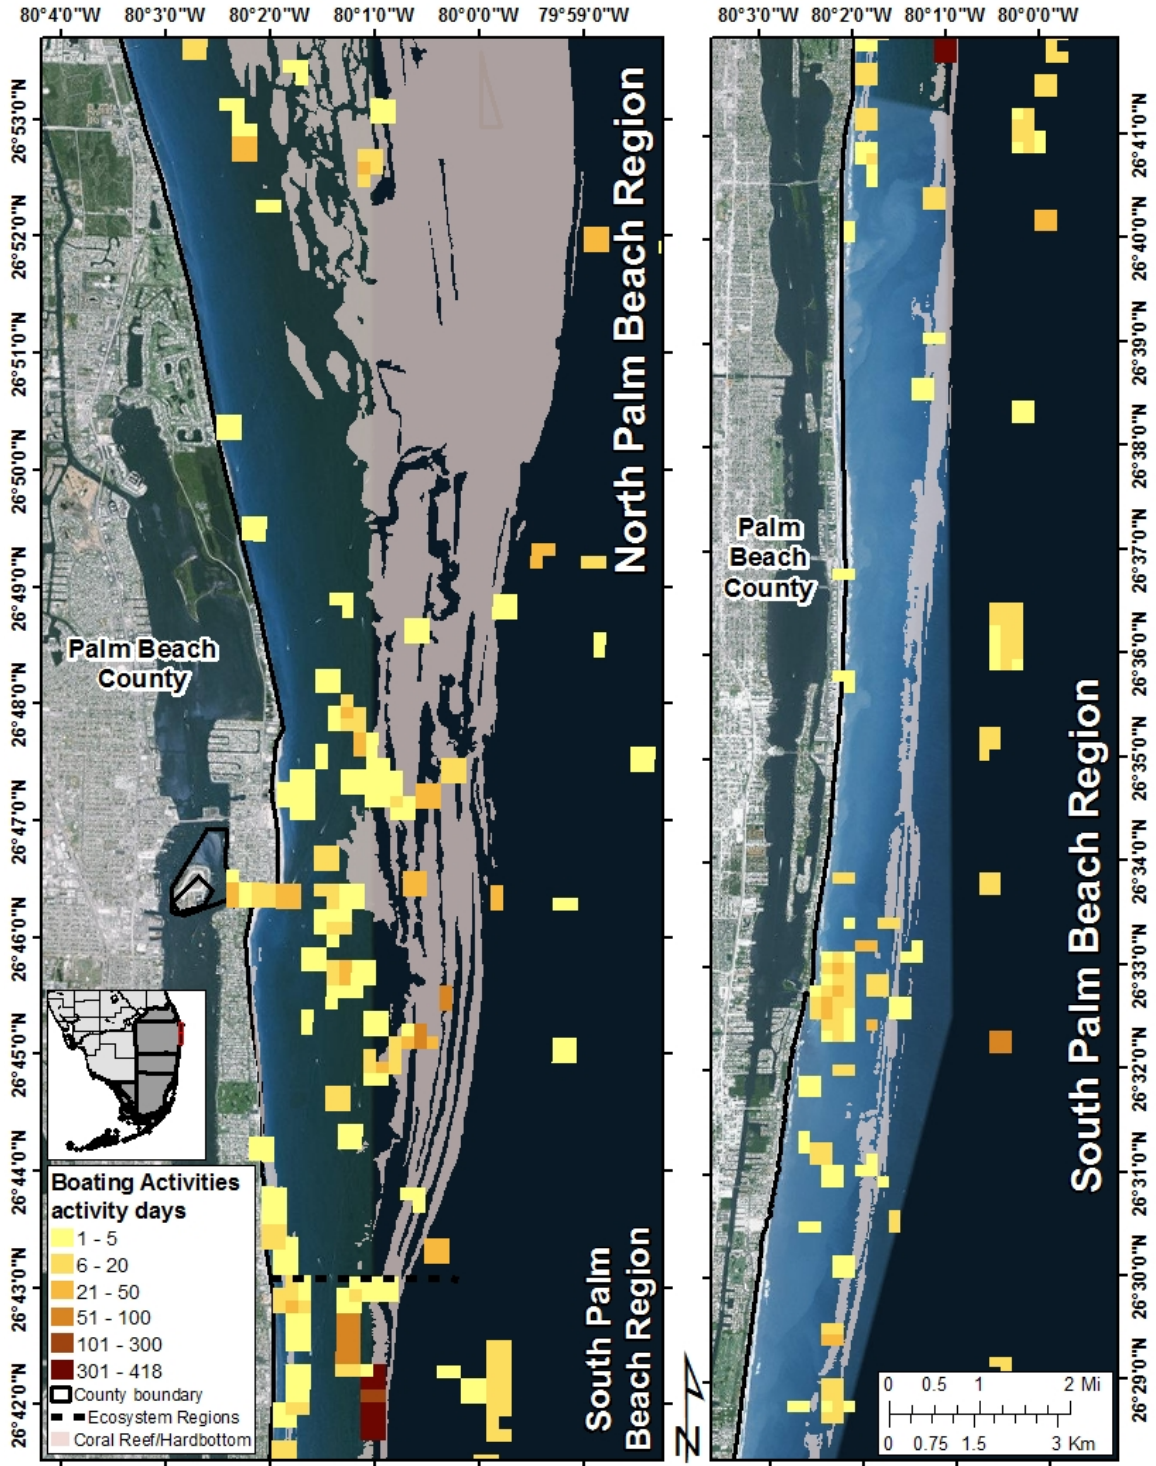 80°4'0"W 80°3'0"W 80°2'0"W 80°1'0"W 80°0'0"W 79°59'0"W
26°53'0"N
26°52'0"N
26°51'0"N
26°50'0"N
26°49'0"N
26°48'0"N
26°47'0"N
26°46'0"N
26°45'0"N
26°44'0"N
26°43'0"N
26°42'0"N
North Palm Beach Region
Palm Beach
County
South Palm
Beach Region
Boating Activities
activity days
1 - 5
6 - 20
21 - 50
51 - 100
101 - 300
301 - 418
County boundary
Ecosystem Regions
Coral Reef/Hardbottom
N
80°3'0"W 80°2'0"W 80°1'0"W 80°0'0"W
26°41'0"N
26°40'0"N
26°39'0"N
26°38'0"N
26°37'0"N
26°36'0"N
26°35'0"N
26°34'0"N
26°33'0"N
26°32'0"N
26°31'0"N
26°30'0"N
26°29'0"N
Palm
Beach
County
South Palm Beach Region
0 0.5 1 2 Mi
0 0.75 1.5 3 Km